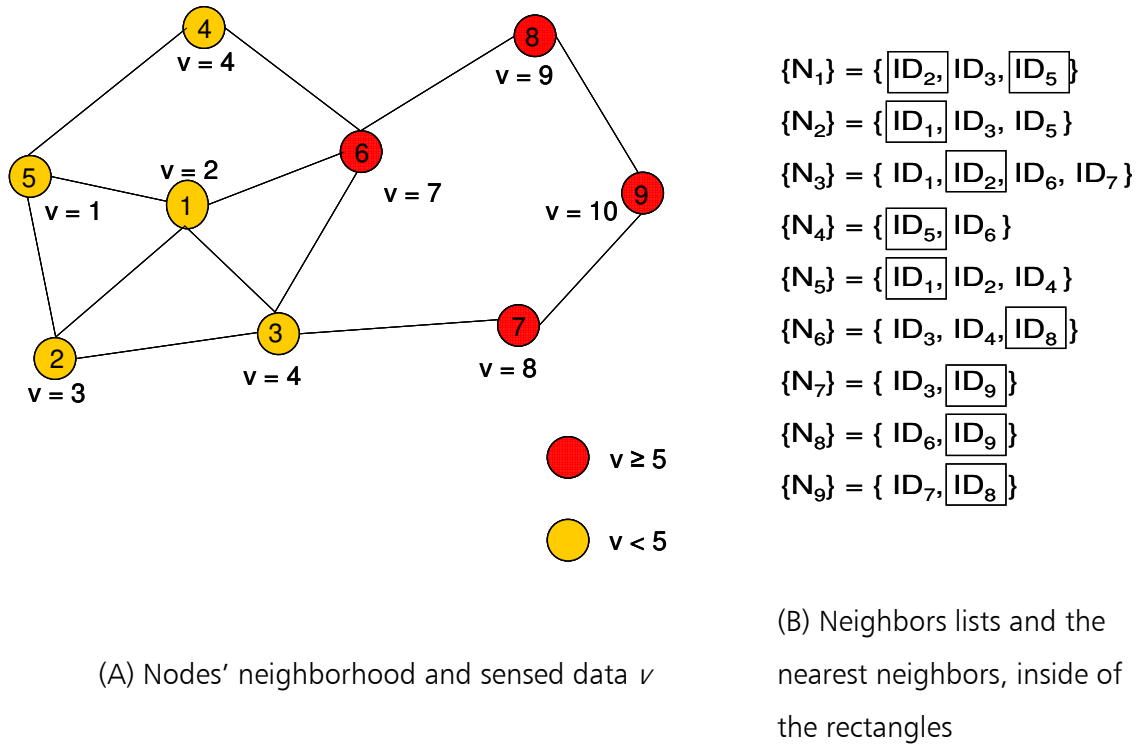 4
v = 4
8
v = 9
6
v = 7
v = 2
1
5
v = 1
9
v = 10
3
v = 4
7
v = 8
2
v = 3
v ≥ 5
v < 5
(A) Nodes’ neighborhood and sensed data v
{N₁} = { ID₂, ID₃, ID₅ }
{N₂} = { ID₁, ID₃, ID₅ }
{N₃} = { ID₁, ID₂, ID₆, ID₇ }
{N₄} = { ID₅, ID₆ }
{N₅} = { ID₁, ID₂, ID₄ }
{N₆} = { ID₃, ID₄, ID₈ }
{N₇} = { ID₃, ID₉ }
{N₈} = { ID₆, ID₉ }
{N₉} = { ID₇, ID₈ }
(B) Neighbors lists and the
nearest neighbors, inside of
the rectangles